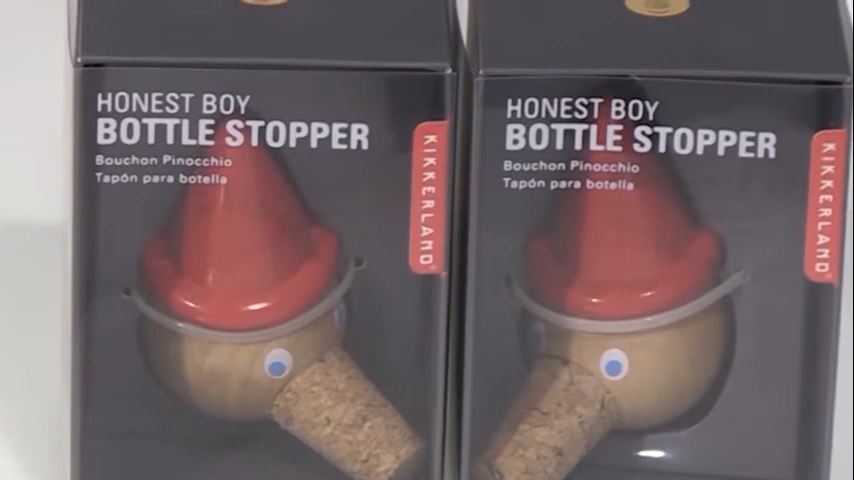 HONEST BOY
BOTTLE STOPPER
Bouchon Pinocchio
Tapón para botella
KIKKERLAND®
HONEST BOY
BOTTLE STOPPER
Bouchon Pinocchio
Tapón para botella
KIKKERLAND®